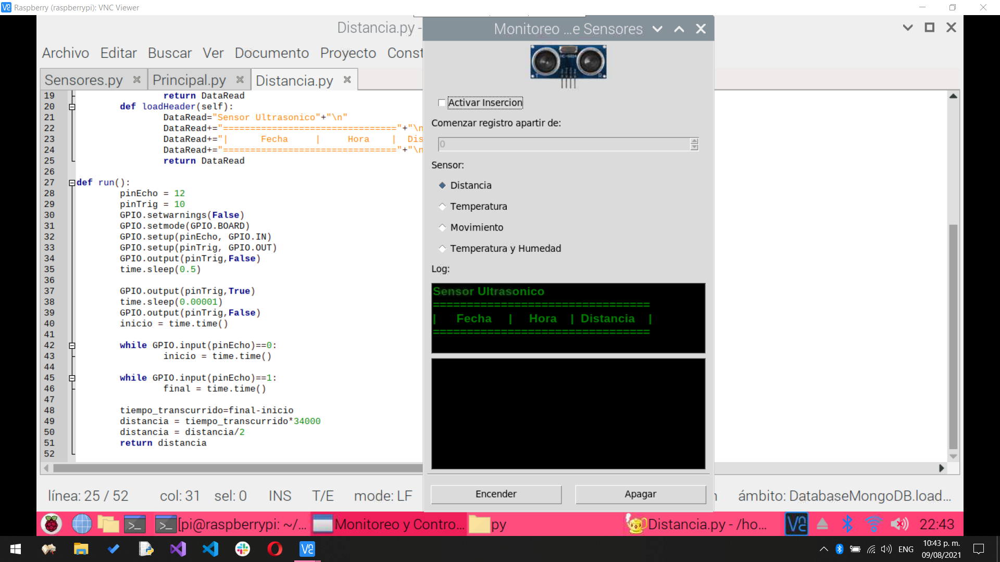 Raspberry (raspberrypi): VNC Viewer
Distancia.py -
Archivo Editar Buscar Ver Documento Proyecto Const
Sensores.py Principal.py Distancia.py
19 return DataRead
20 def loadHeader(self):
21 DataRead="Sensor Ultrasonico"+"\n"
22 DataRead+="================================"+"\n
23 DataRead+="|      Fecha     |     Hora    |  Dis
24 DataRead+="================================"+"\n
25 return DataRead
26
27 def run():
28 pinEcho = 12
29 pinTrig = 10
30 GPIO.setwarnings(False)
31 GPIO.setmode(GPIO.BOARD)
32 GPIO.setup(pinEcho, GPIO.IN)
33 GPIO.setup(pinTrig, GPIO.OUT)
34 GPIO.output(pinTrig,False)
35 time.sleep(0.5)
36
37 GPIO.output(pinTrig,True)
38 time.sleep(0.00001)
39 GPIO.output(pinTrig,False)
40 inicio = time.time()
41
42 while GPIO.input(pinEcho)==0:
43 inicio = time.time()
44
45 while GPIO.input(pinEcho)==1:
46 final = time.time()
47
48 tiempo_transcurrido=final-inicio
49 distancia = tiempo_transcurrido*34000
50 distancia = distancia/2
51 return distancia
52
línea: 25 / 52 col: 31 sel: 0 INS T/E mode: LF ámbito: DatabaseMongoDB.load...
Monitoreo ...e Sensores
Activar Insercion
Comenzar registro apartir de:
0
Sensor:
Distancia
Temperatura
Movimiento
Temperatura y Humedad
Log:
Sensor Ultrasonico
================================
|      Fecha     |     Hora    |  Distancia    |
================================
Encender Apagar
[pi@raspberrypi: ~/... Monitoreo y Contro... py Distancia.py - /ho... 22:43
ENG 10:43 p. m.
09/08/2021